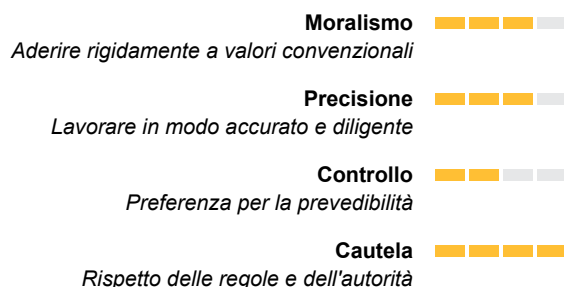 Moralismo
Aderire rigidamente a valori convenzionali
Precisione
Lavorare in modo accurato e diligente
Controllo
Preferenza per la prevedibilità
Cautela
Rispetto delle regole e dell'autorità